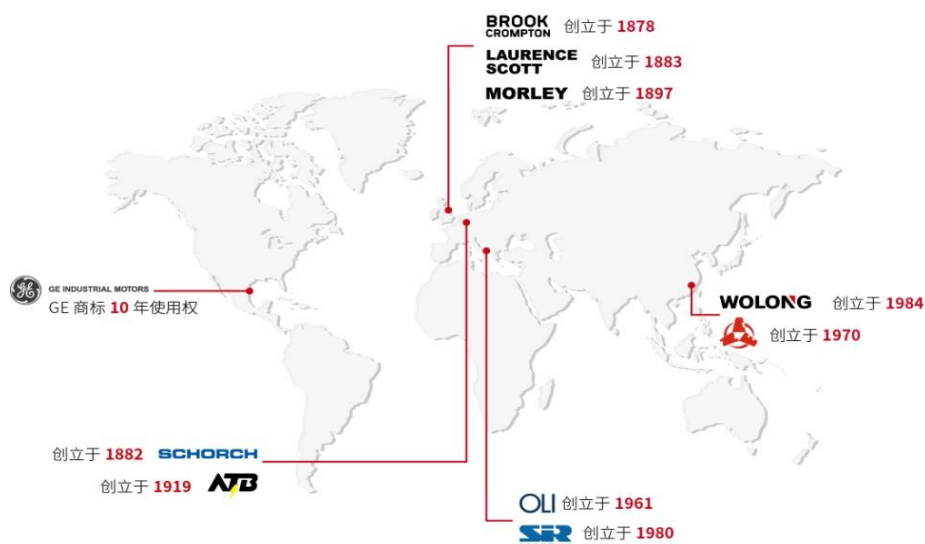 BROOK
CROMPTON 创立于 1878
LAURENCE
SCOTT 创立于 1883
MORLEY 创立于 1897
GE INDUSTRIAL MOTORS
GE 商标 10 年使用权
WOLONG 创立于 1984
创立于 1970
创立于 1882 SCHORCH
创立于 1919 ATB
OLI 创立于 1961
SIR 创立于 1980